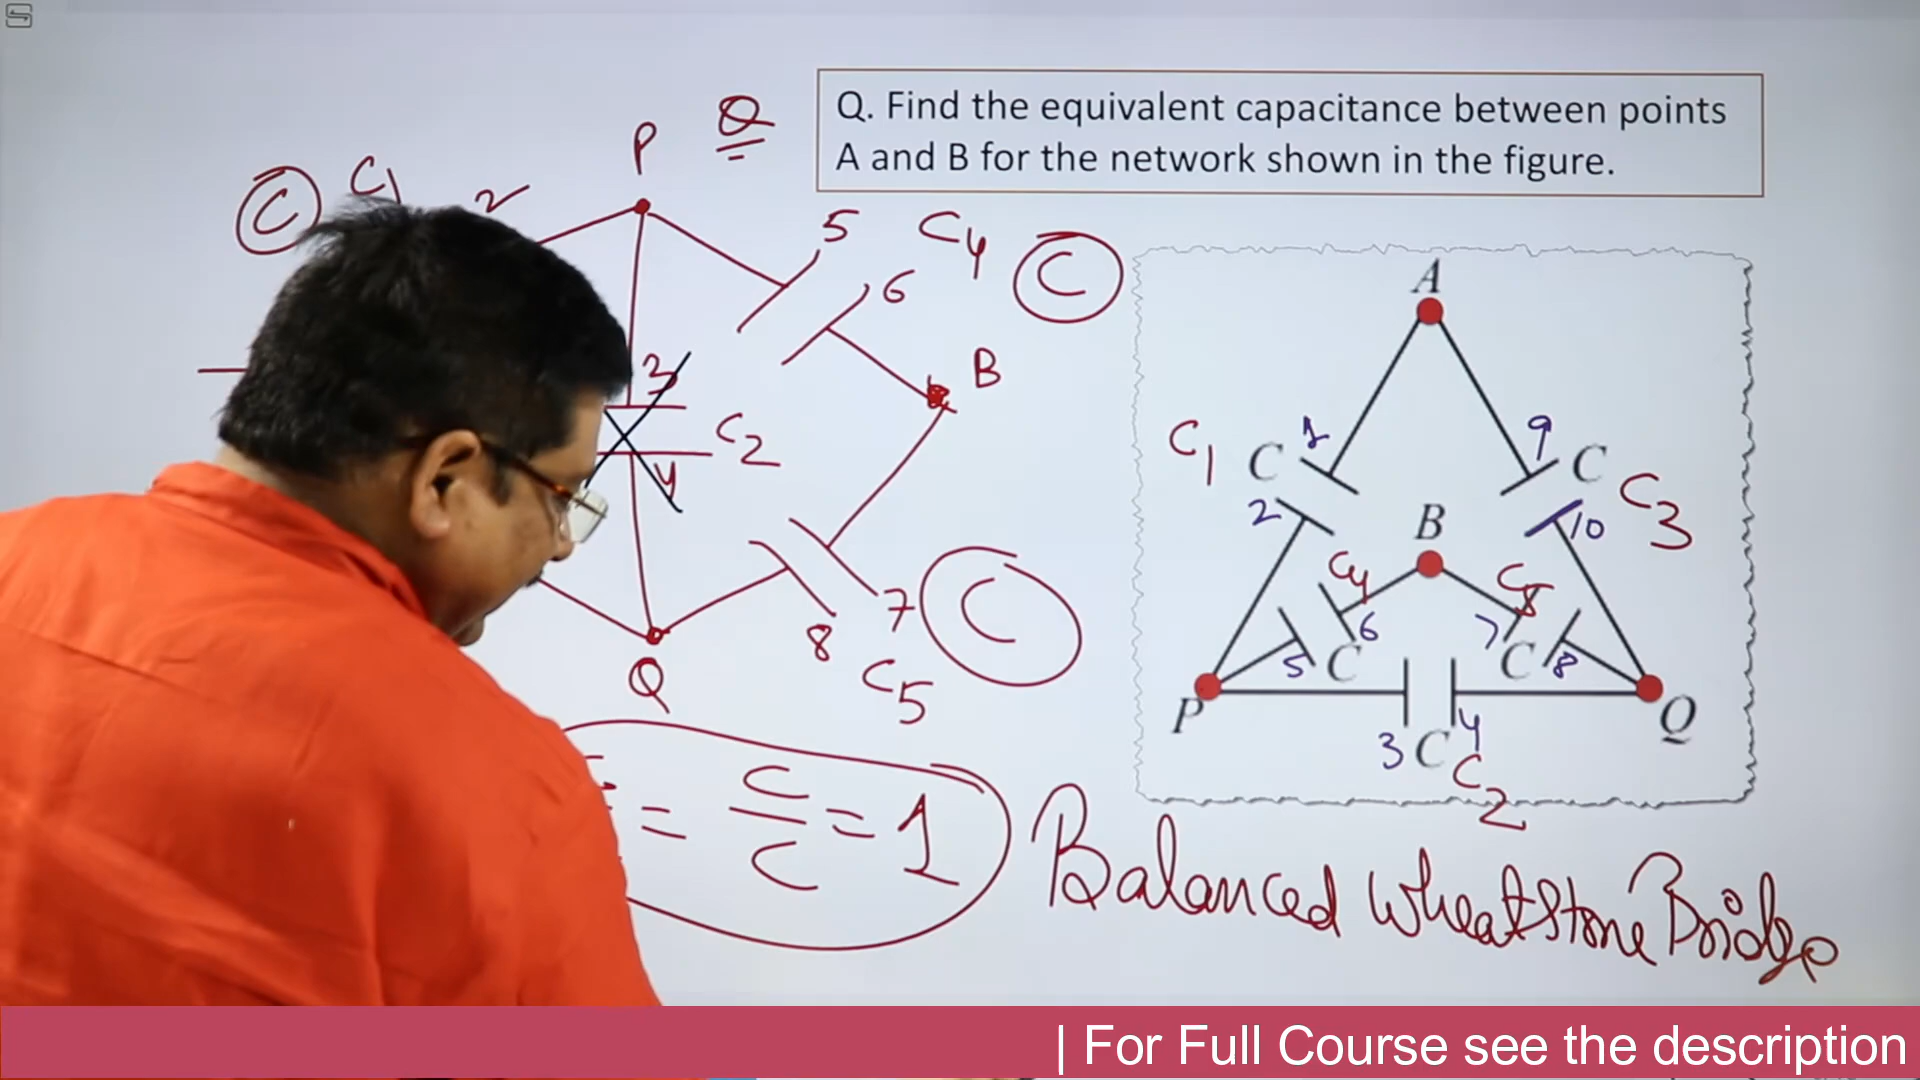 Q. Find the equivalent capacitance between points
A and B for the network shown in the figure.
P
Q
C
C1
2
5
C4
6
C
B
3
C2
4
7
8
C
Q
C5
= C/C = 1
A
C1
C
1
9
C
C3
2
10
B
C4
C5
6
7
5
C
C
8
P
Q
3
C
4
C2
Balanced Wheatstone Bridge
| For Full Course see the description